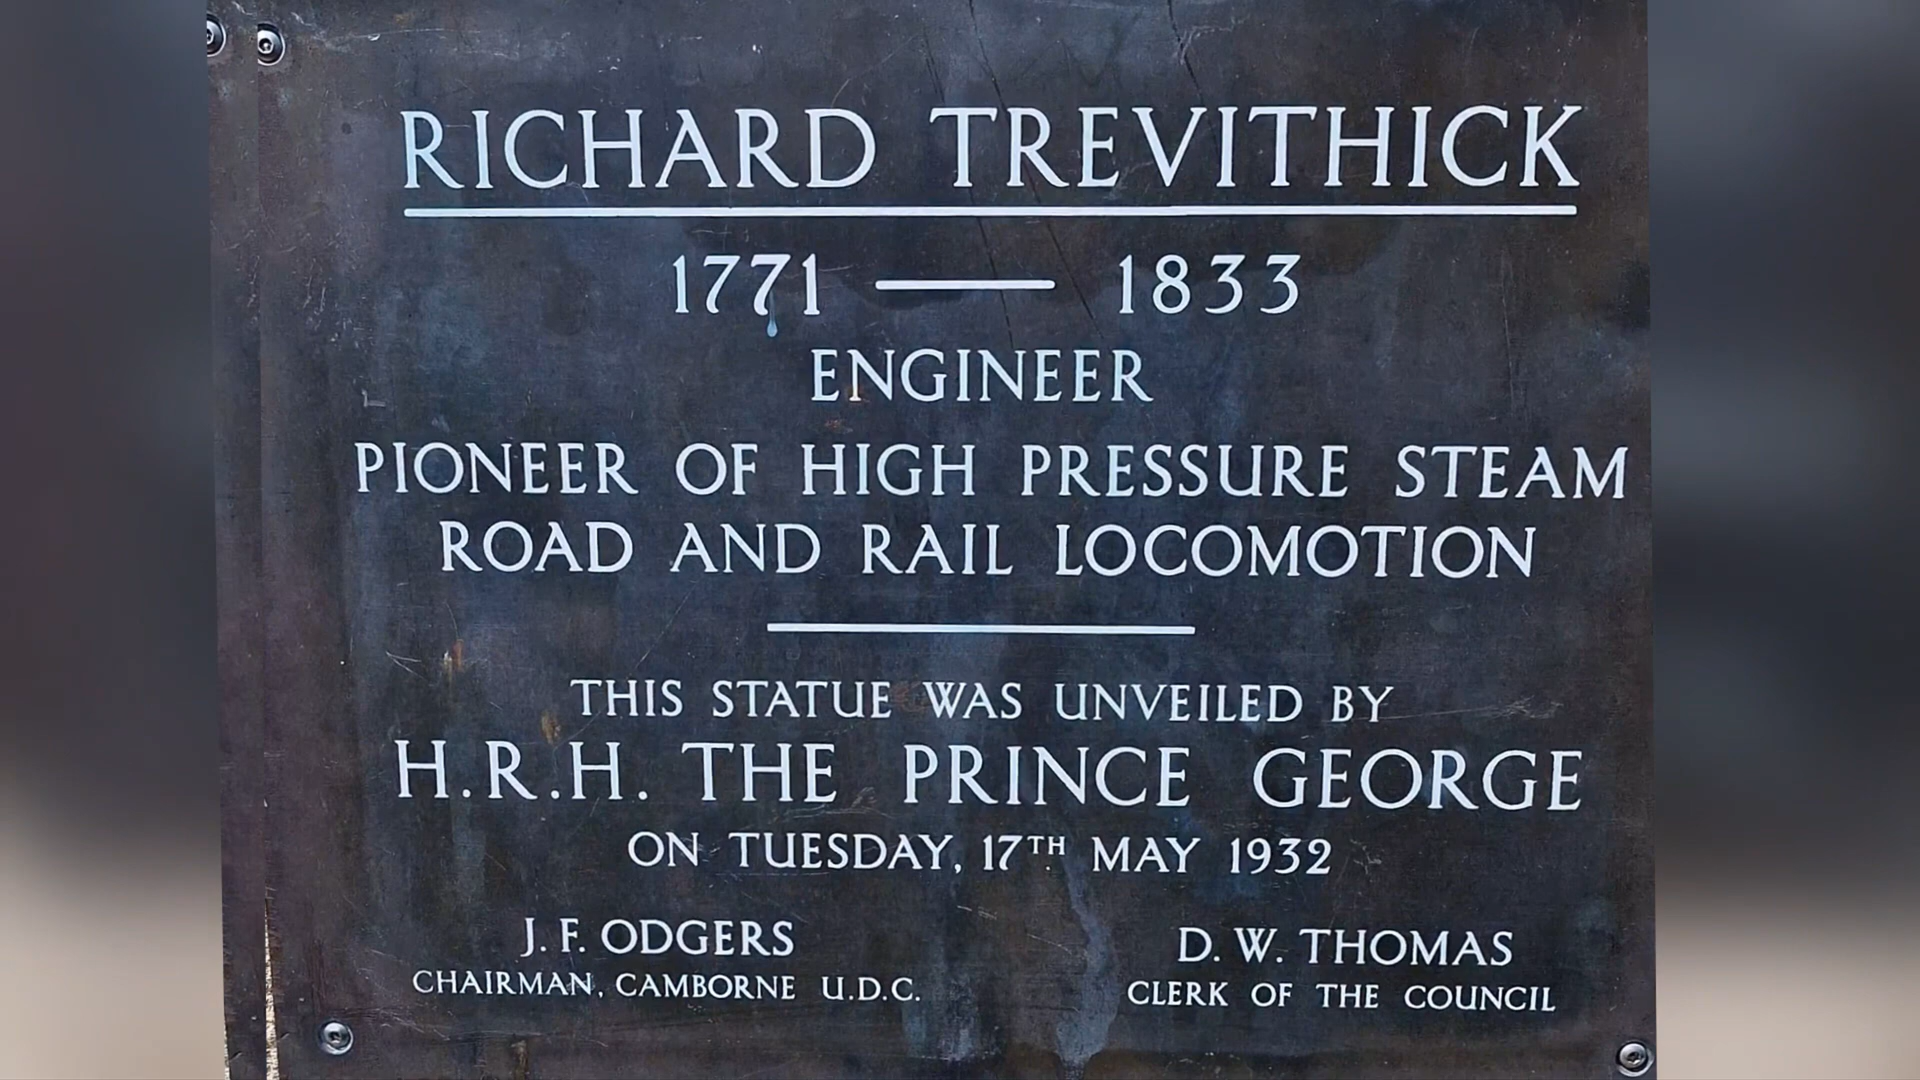 RICHARD TREVITHICK
1771 — 1833
ENGINEER
PIONEER OF HIGH PRESSURE STEAM
ROAD AND RAIL LOCOMOTION
THIS STATUE WAS UNVEILED BY
H.R.H. THE PRINCE GEORGE
ON TUESDAY, 17TH MAY 1932
J. F. ODGERS D. W. THOMAS
CHAIRMAN, CAMBORNE U.D.C. CLERK OF THE COUNCIL